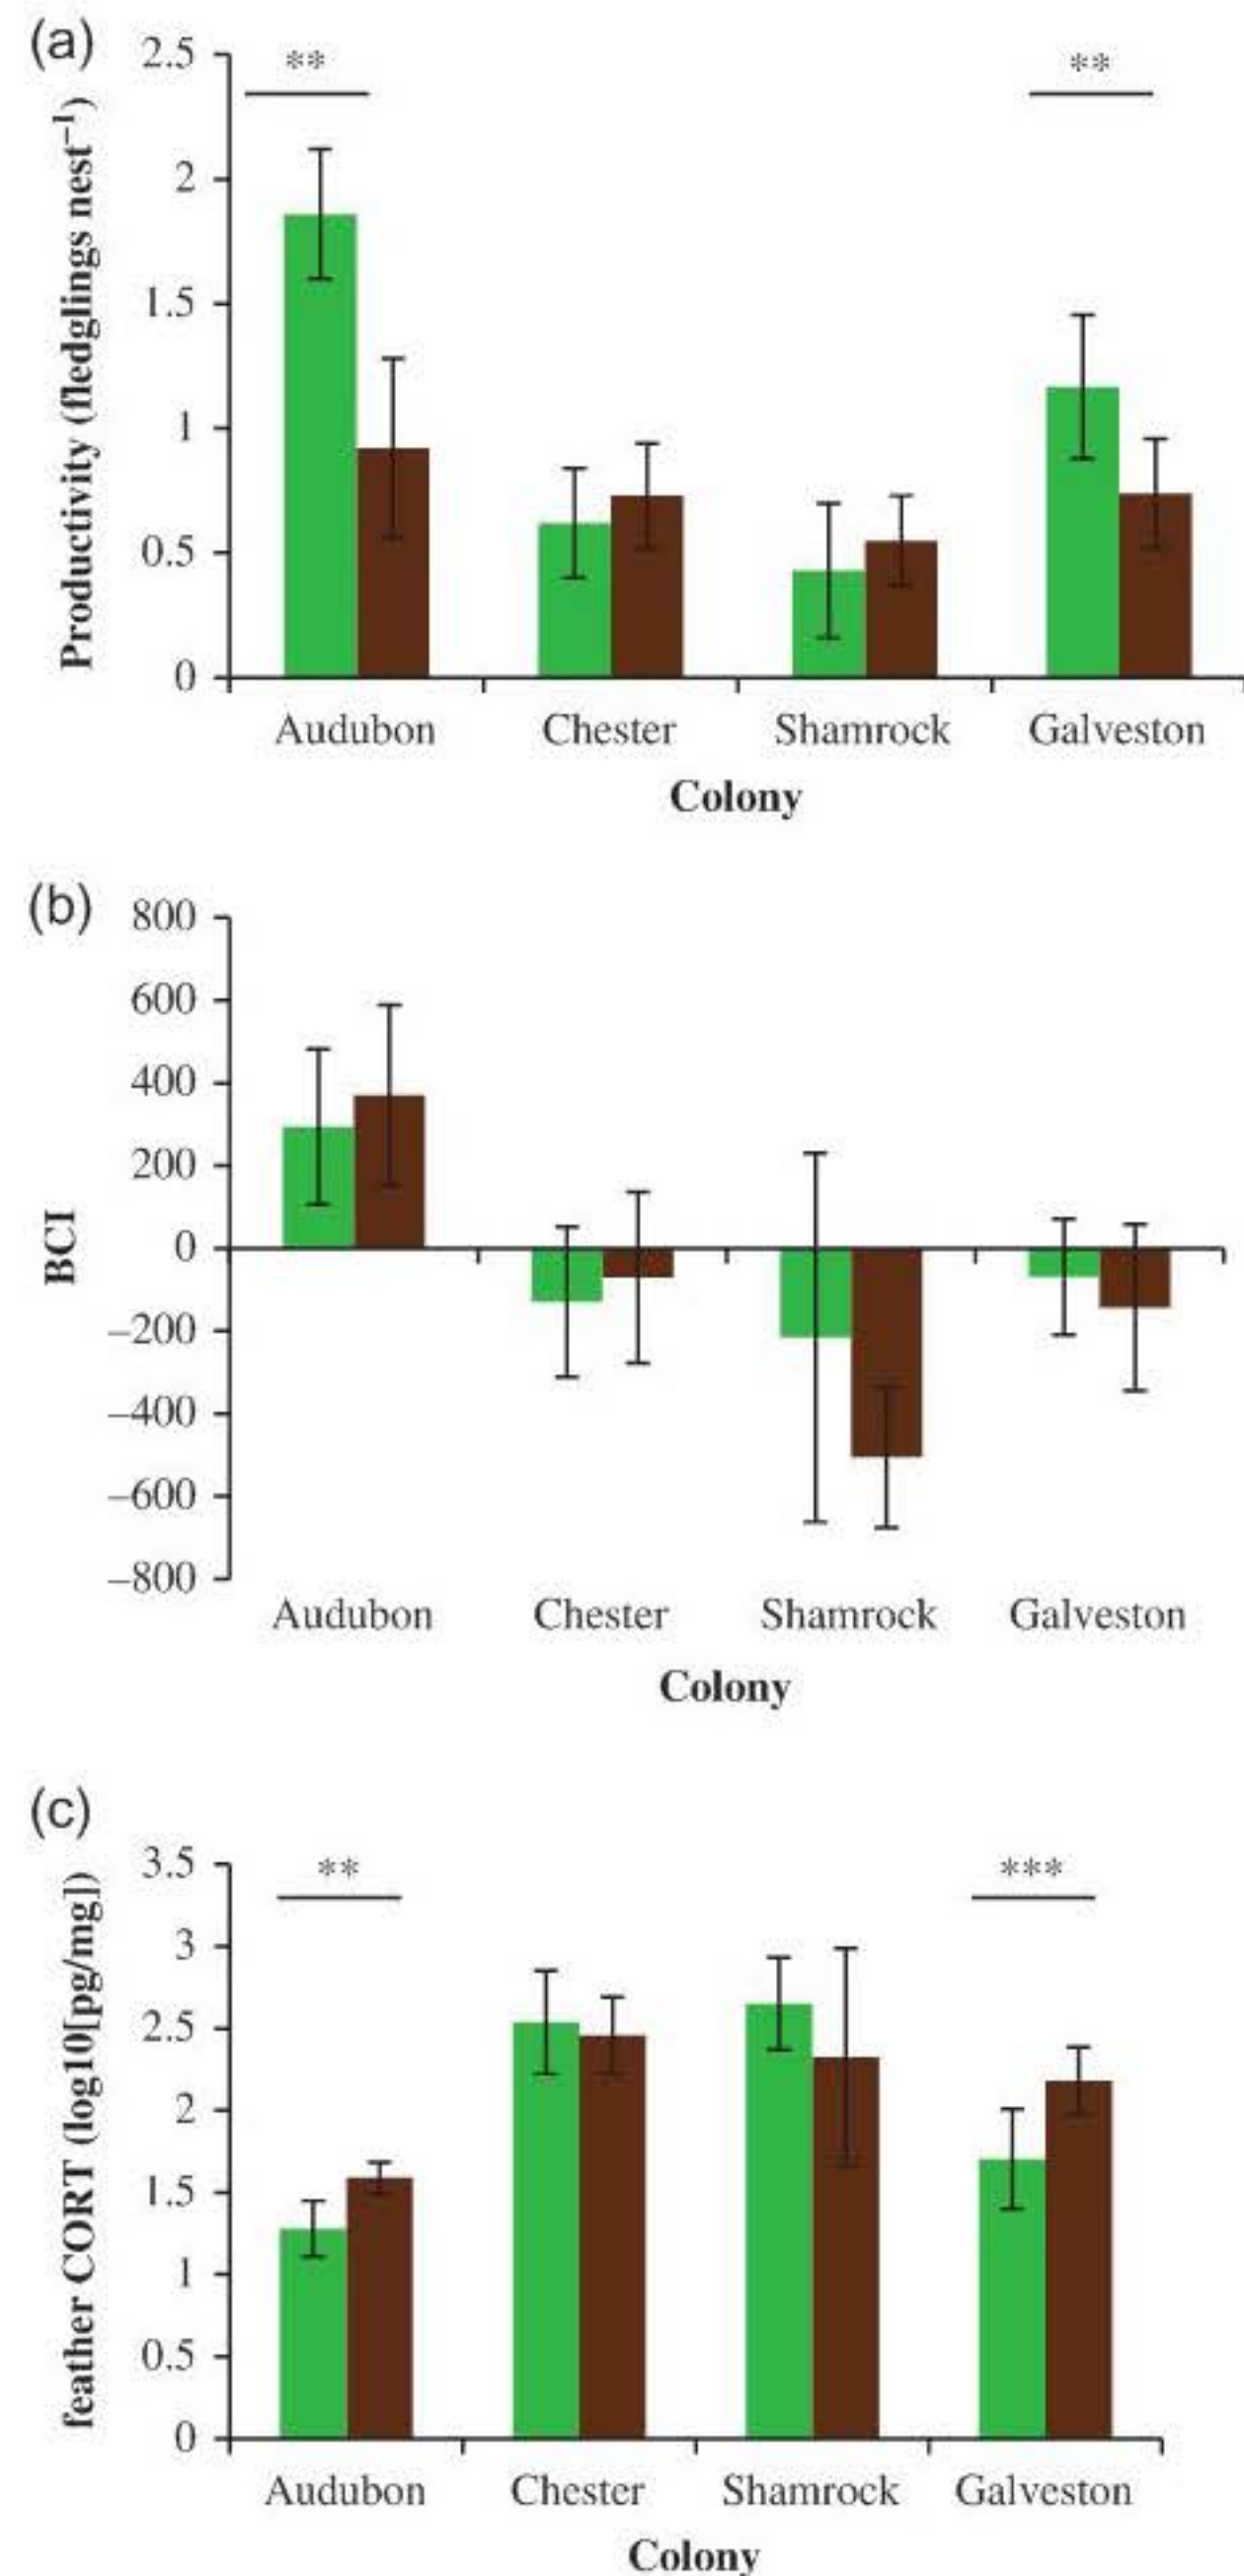 (a)
Productivity (fledglings nest⁻¹)
2.5
2
1.5
1
0.5
0
**
**
Audubon Chester Shamrock Galveston
Colony
(b)
BCI
800
600
400
200
0
–200
–400
–600
–800
Audubon Chester Shamrock Galveston
Colony
(c)
feather CORT (log10[pg/mg])
3.5
3
2.5
2
1.5
1
0.5
0
**
***
Audubon Chester Shamrock Galveston
Colony